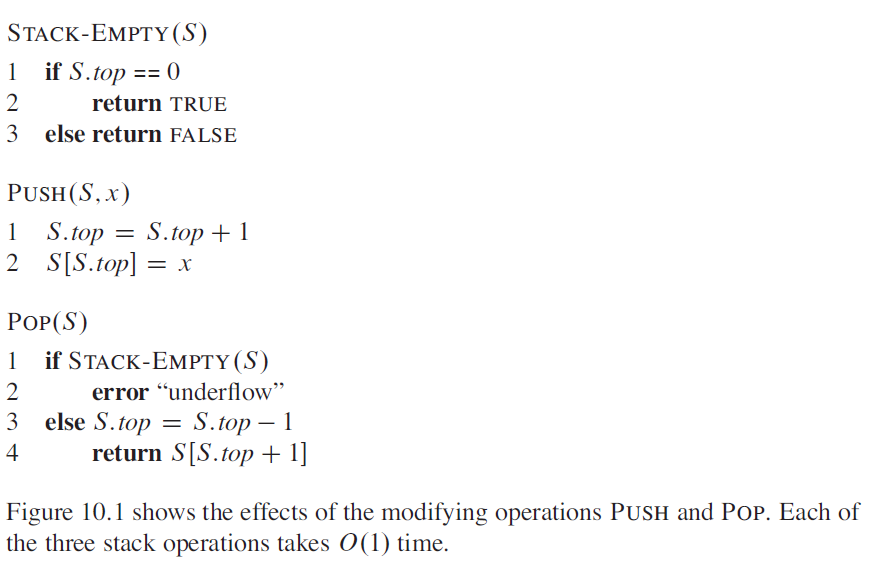 STACK-EMPTY(S)
1 if S.top == 0
2 return TRUE
3 else return FALSE
PUSH(S, x)
1 S.top = S.top + 1
2 S[S.top] = x
POP(S)
1 if STACK-EMPTY(S)
2 error “underflow”
3 else S.top = S.top − 1
4 return S[S.top + 1]
Figure 10.1 shows the effects of the modifying operations PUSH and POP. Each of
the three stack operations takes O(1) time.